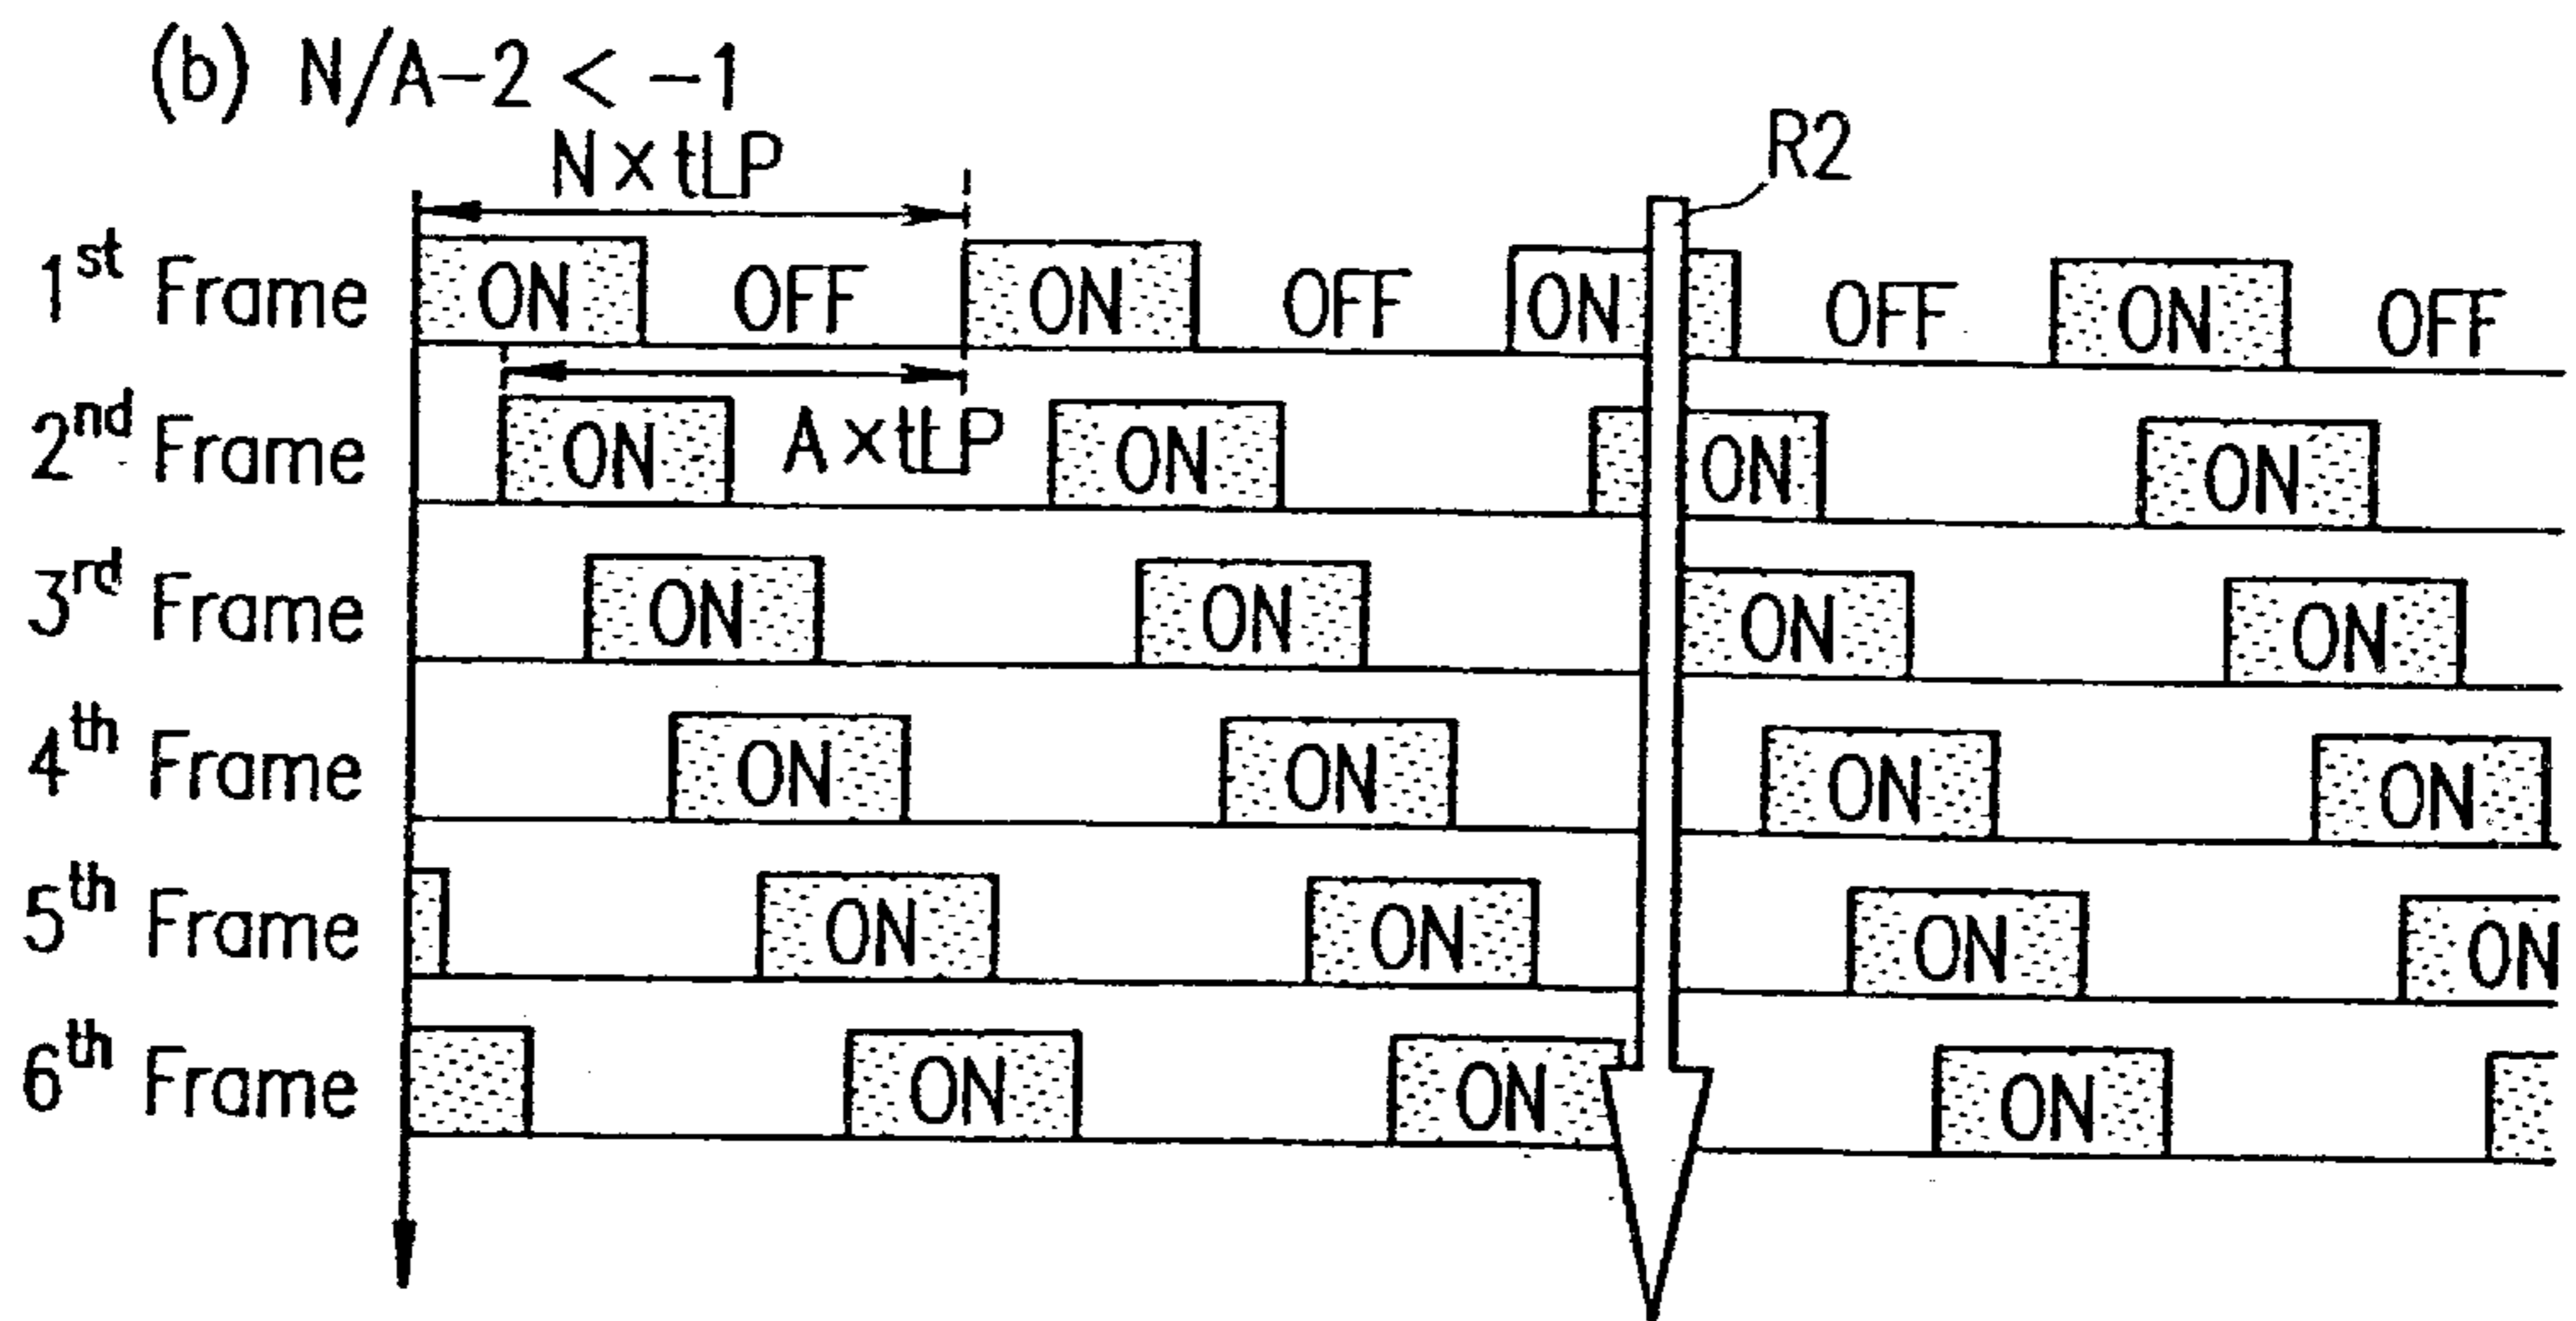 (b) N/A-2 < -1
N×tLP
R2
1st Frame ON OFF ON OFF ON OFF ON OFF
2nd Frame ON A×tLP ON ON ON
3rd Frame ON ON ON ON
4th Frame ON ON ON ON
5th Frame ON ON ON ON
6th Frame ON ON ON